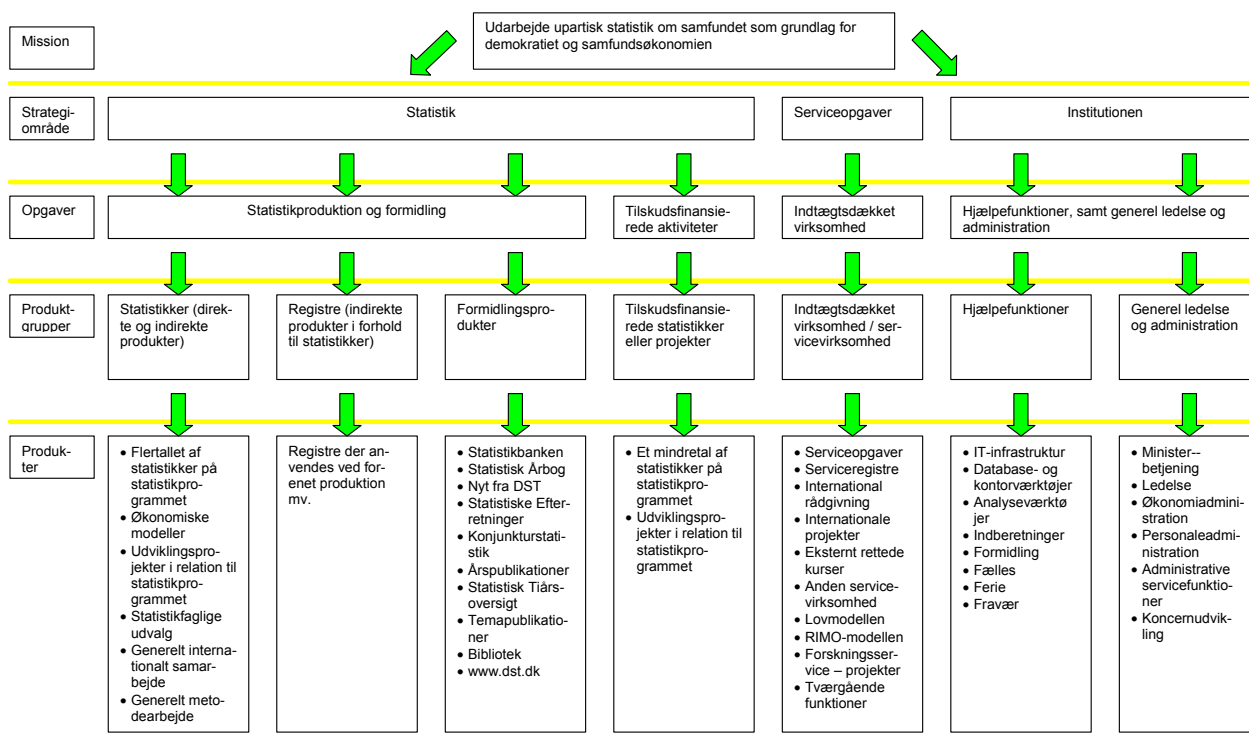 Mission
Udarbejde upartisk statistik om samfundet som grundlag for
demokratiet og samfundsøkonomien
Strategi-
område
Statistik
Serviceopgaver
Institutionen
Opgaver
Statistikproduktion og formidling
Tilskudsfinansie-
rede aktiviteter
Indtægtsdækket
virksomhed
Hjælpefunktioner, samt generel ledelse og
administration
Produkt-
grupper
Statistikker (direk-
te og indirekte
produkter)
Registre (indirekte
produkter i forhold
til statistikker)
Formidlingspro-
dukter
Tilskudsfinansie-
rede statistikker
eller projekter
Indtægtsdækket
virksomhed / ser-
vicevirksomhed
Hjælpefunktioner
Generel ledelse
og administration
Produk-
ter
• Flertallet af
statistikker på
statistikpro-
grammet
• Økonomiske
modeller
• Udviklingspro-
jekter i relation til
statistikpro-
grammet
• Statistikfaglige
udvalg
• Generelt interna-
tionalt samar-
bejde
• Generelt meto-
dearbejde
Registre der an-
vendes ved for-
enet produktion
mv.
• Statistikbanken
• Statistisk Årbog
• Nyt fra DST
• Statistiske Efter-
retninger
• Konjunkturstati-
stik
• Årspublikationer
• Statistisk Tiårs-
oversigt
• Temapublikatio-
ner
• Bibliotek
• www.dst.dk
• Et mindretal af
statistikker på
statistikpro-
grammet
• Udviklingspro-
jekter i relation til
statistikpro-
grammet
• Serviceopgaver
• Serviceregistre
• International
rådgivning
• Internationale
projekter
• Eksternt rettede
kurser
• Anden service-
virksomhed
• Lovmodellen
• RIMO-modellen
• Forsknings­service – projekter
• Tværgående
funktioner
• IT-infrastruktur
• Database- og
kontorværktøjer
• Analyseværktø
jer
• Indberetninger
• Formidling
• Fælles
• Ferie
• Fravær
• Minister--
betjening
• Ledelse
• Økonomiadmini-
stration
• Personaleadmi-
nistration
• Administrative
servicefunktio-
ner
• Koncernudvik-
ling